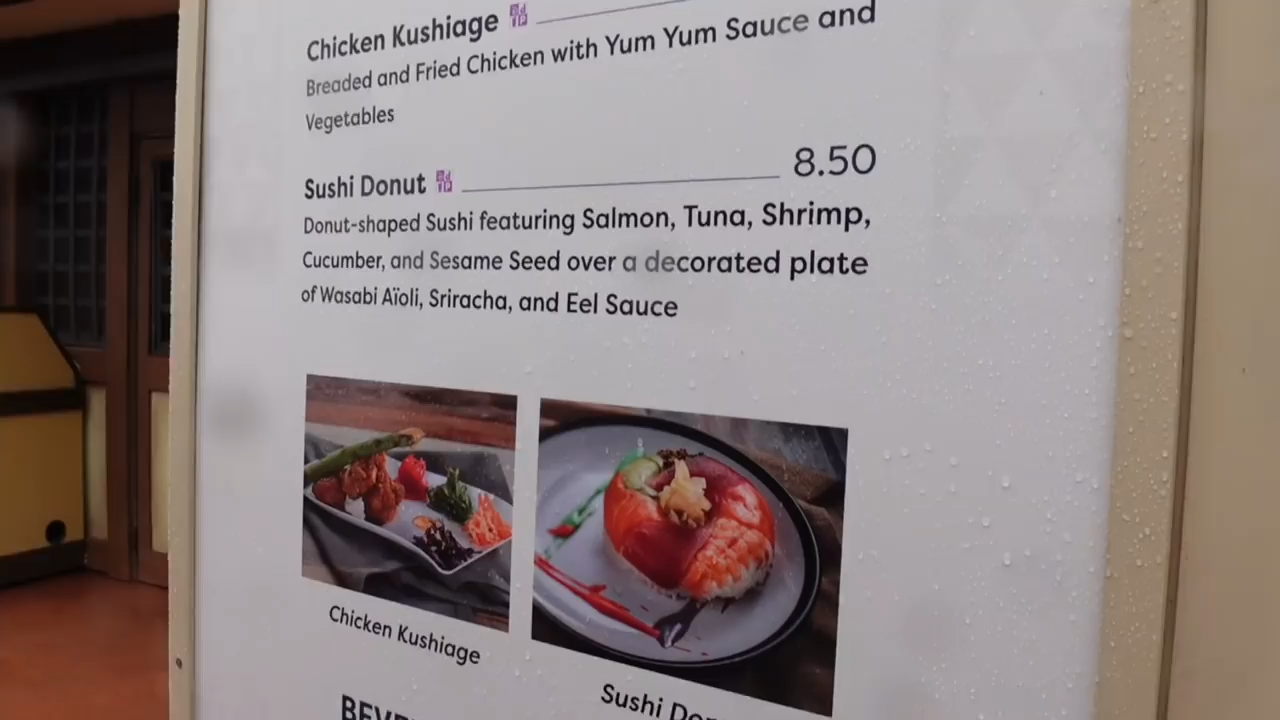 Chicken Kushiage
Breaded and Fried Chicken with Yum Yum Sauce and
Vegetables
Sushi Donut 8.50
Donut-shaped Sushi featuring Salmon, Tuna, Shrimp,
Cucumber, and Sesame Seed over a decorated plate
of Wasabi Aïoli, Sriracha, and Eel Sauce
Chicken Kushiage
Sushi